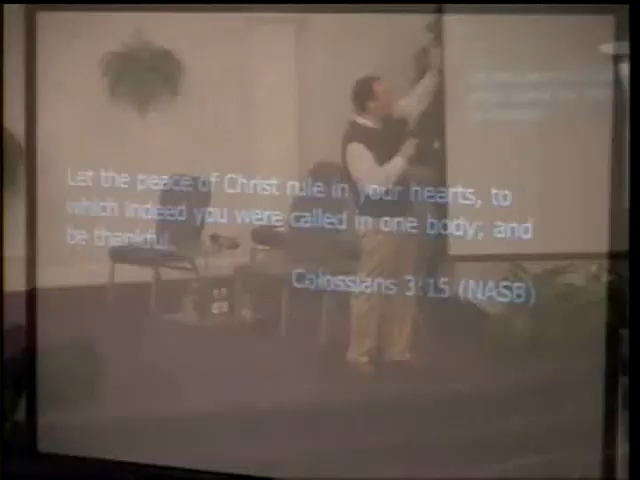 Let the peace of Christ rule in your hearts, to
which indeed you were called in one body; and
be thankful.
Colossians 3:15 (NASB)